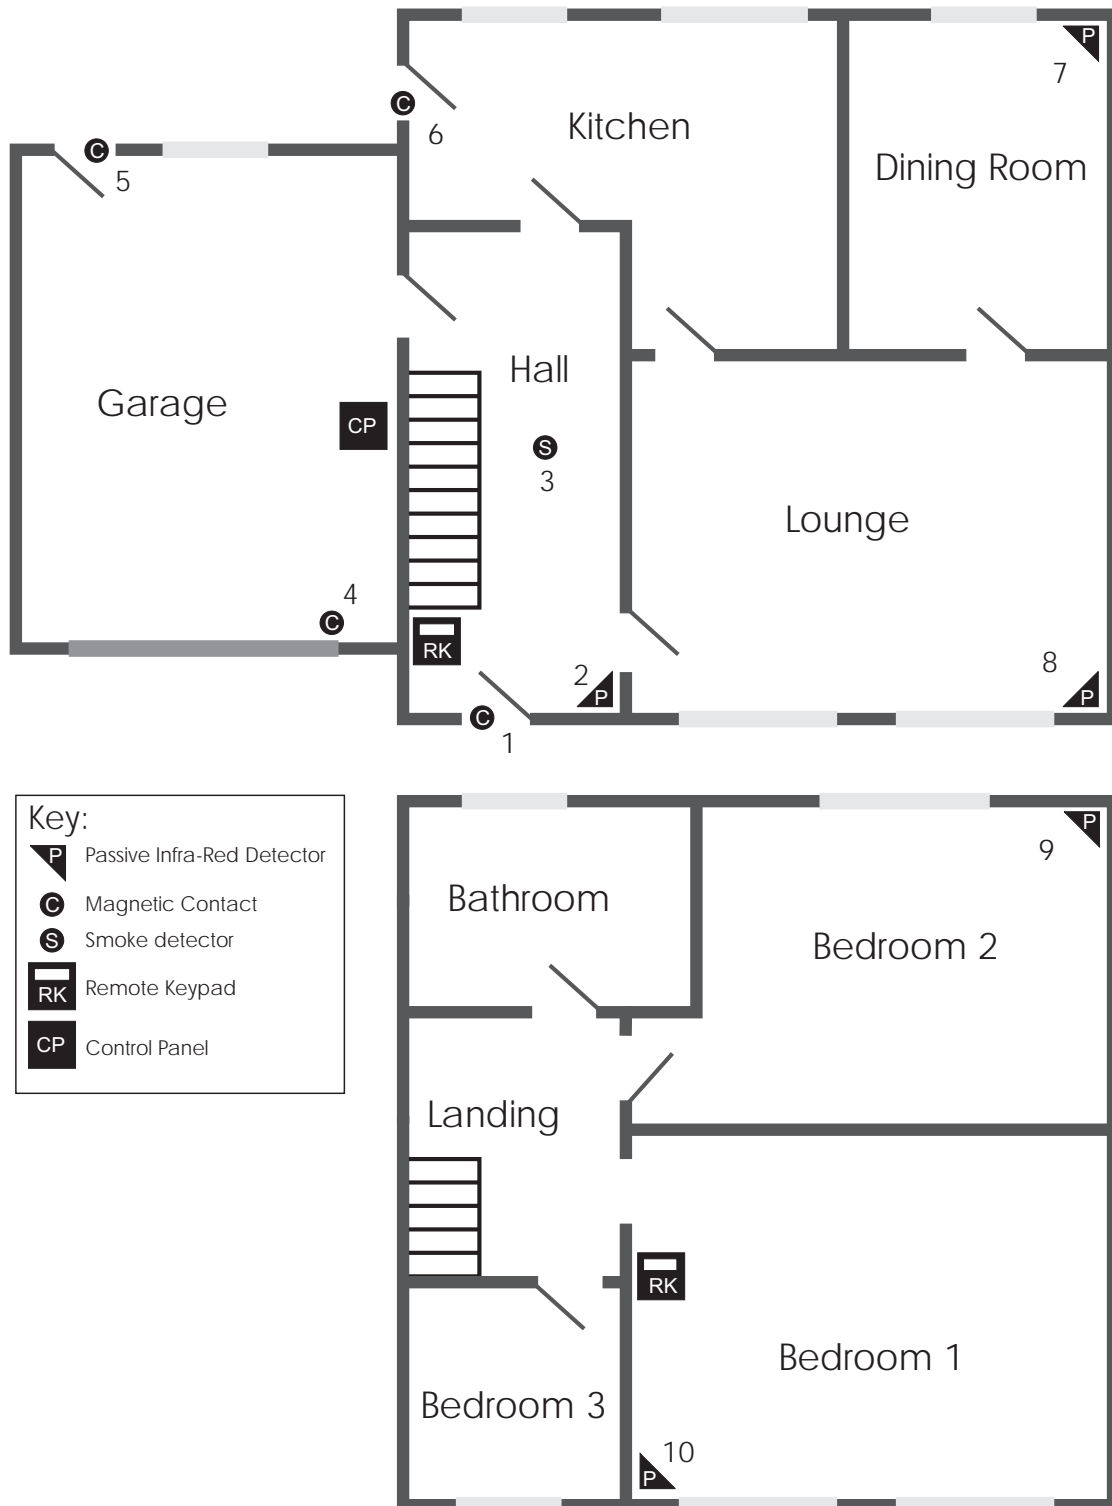 P
7
C
6
Kitchen
Dining Room
C
5
Hall
Garage
CP
S
3
Lounge
4
C
RK
2
P
8
P
C
1
Key:
P Passive Infra-Red Detector
C Magnetic Contact
S Smoke detector
RK Remote Keypad
CP Control Panel
P
9
Bathroom
Bedroom 2
Landing
RK
Bedroom 1
Bedroom 3
10
P